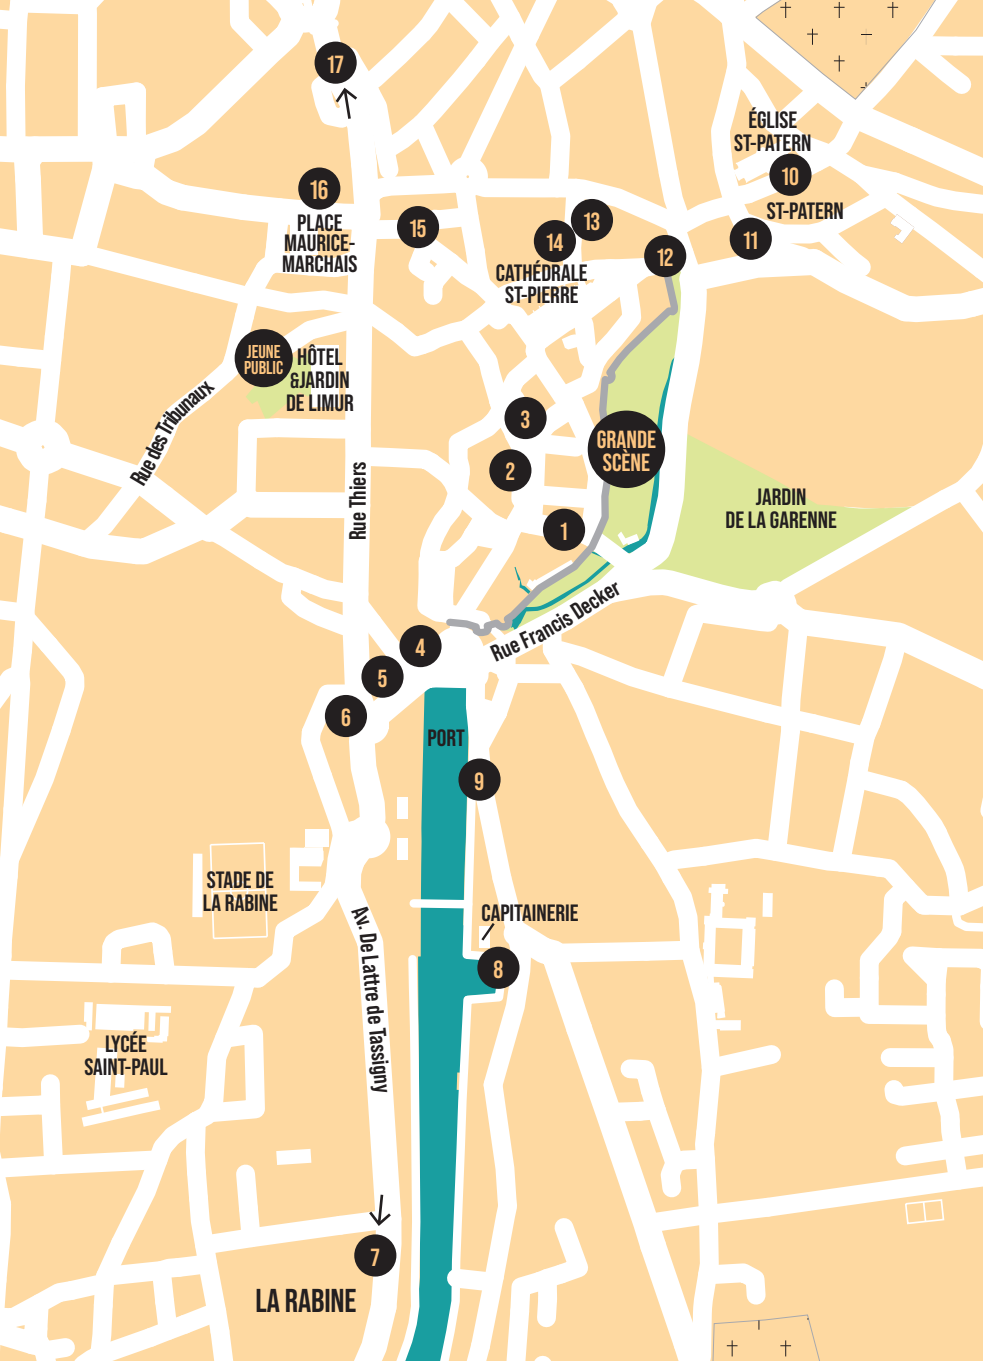 17
ÉGLISE
ST-PATERN
10
16
ST-PATERN
PLACE
MAURICE-
MARCHAIS
15
13
14
11
12
CATHÉDRALE
ST-PIERRE
JEUNE
PUBLIC
HÔTEL
&JARDIN
DE LIMUR
Rue des Tribunaux
3
GRANDE
SCÈNE
2
Rue Thiers
JARDIN
DE LA GARENNE
1
Rue Francis Decker
4
5
6
PORT
9
STADE DE
LA RABINE
CAPITAINERIE
Av. De Lattre de Tassigny
8
LYCÉE
SAINT-PAUL
7
LA RABINE